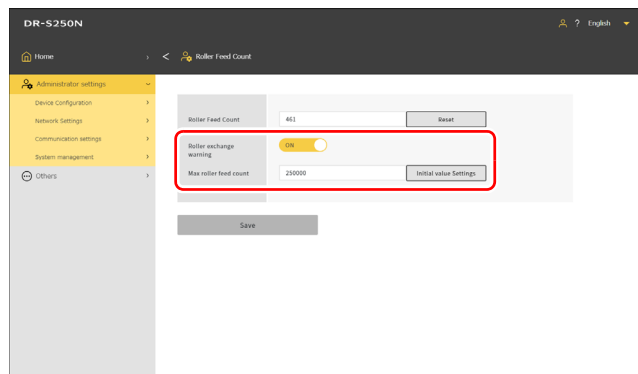 DR-S250N
? English
Home
< Roller Feed Count
Administrator settings
Device Configuration
Network Settings
Communication settings
System management
Others
Roller Feed Count 461 Reset
Roller exchange
warning
ON
Max roller feed count 250000 Initial value Settings
Save